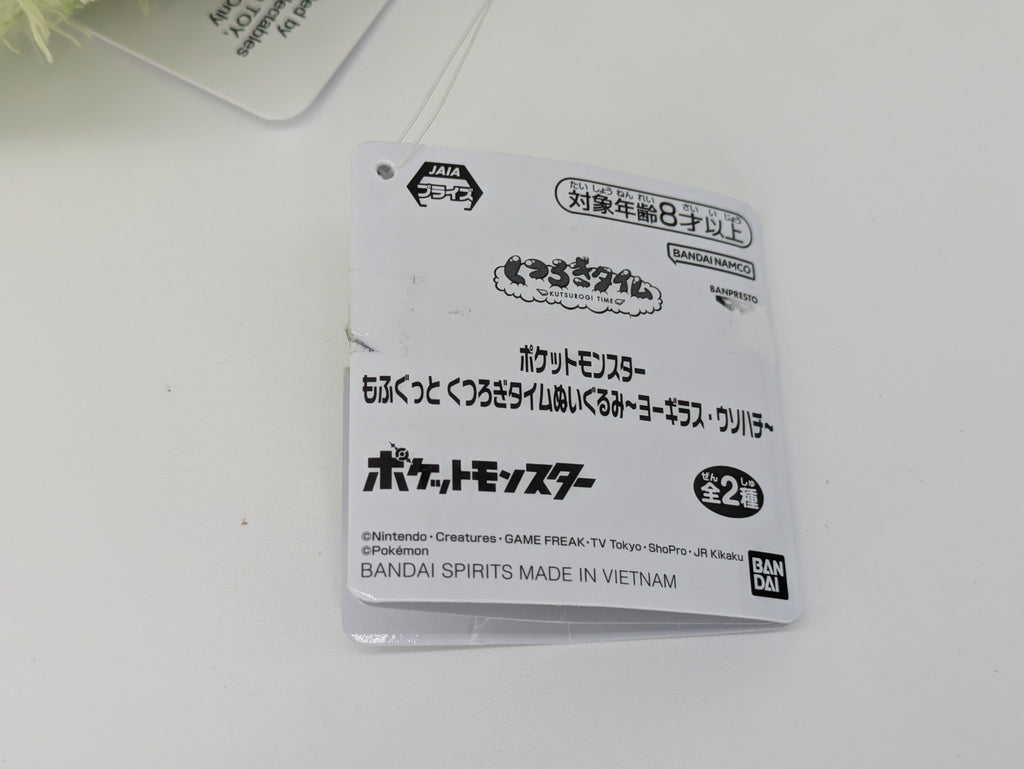 ed by
llectables
TOY,
Only
JAIA
プライズ
たいしょうねんれい さい いじょう
対象年齢8才以上
BANDAI NAMCO
くつろぎタイム
KUTSUROGI TIME
BANPRESTO
ポケットモンスター
もふぐっと くつろぎタイムぬいぐるみ～ヨーギラス・ウソハチ～
ポケットモンスター
ぜん しゅ
全2種
©Nintendo・Creatures・GAME FREAK・TV Tokyo・ShoPro・JR Kikaku
©Pokémon
BANDAI SPIRITS MADE IN VIETNAM
BAN
DAI